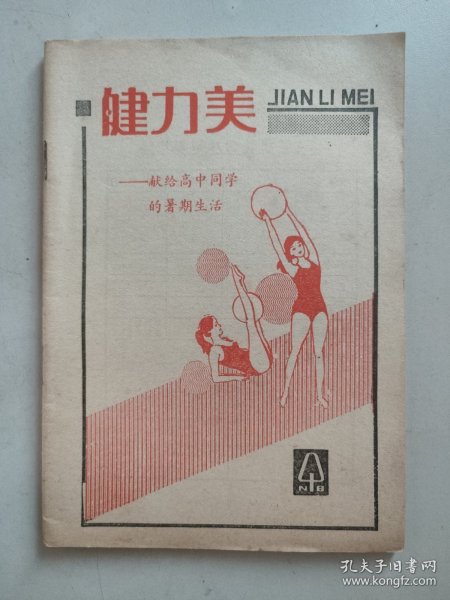 健力美 JIAN LI MEI
——献给高中同学
的暑期生活
N B
孔夫子旧书网
www.kongfz.com